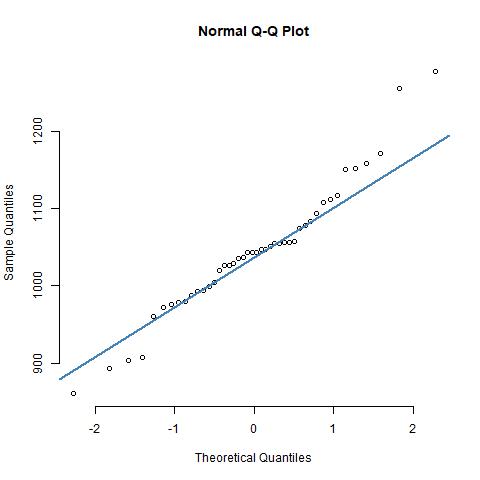 Normal Q-Q Plot
Sample Quantiles
1200
1100
1000
900
-2 -1 0 1 2
Theoretical Quantiles